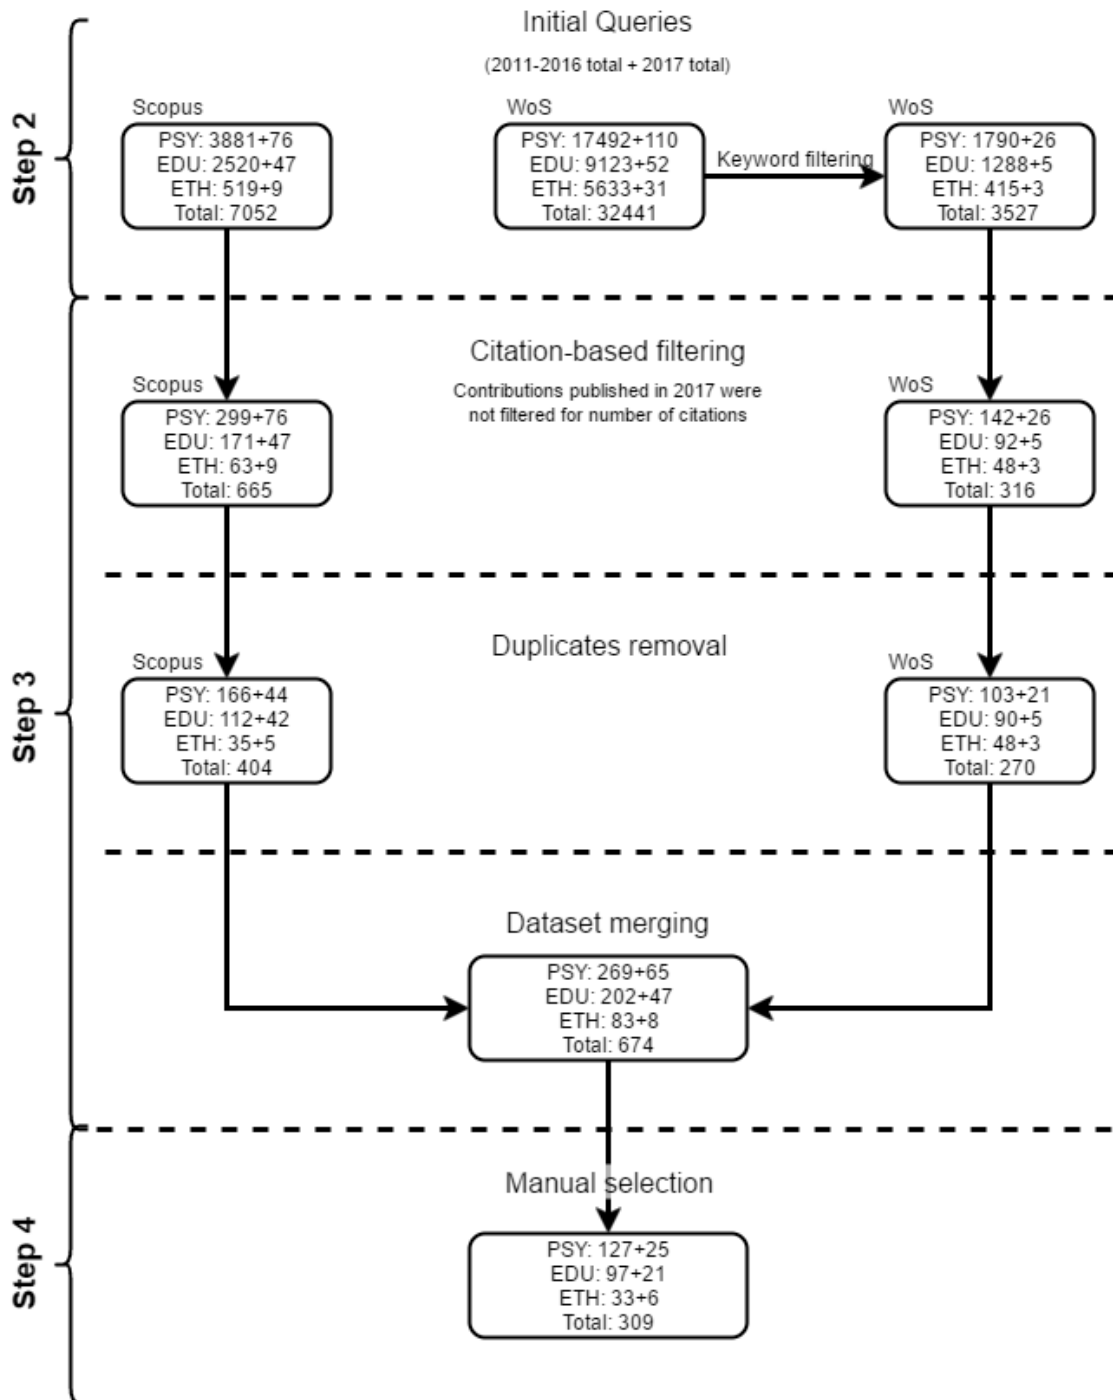 Initial Queries
(2011-2016 total + 2017 total)
Step 2
Scopus
PSY: 3881+76
EDU: 2520+47
ETH: 519+9
Total: 7052
WoS
PSY: 17492+110
EDU: 9123+52
ETH: 5633+31
Total: 32441
Keyword filtering
WoS
PSY: 1790+26
EDU: 1288+5
ETH: 415+3
Total: 3527
Step 3
Citation-based filtering
Contributions published in 2017 were
not filtered for number of citations
Scopus
PSY: 299+76
EDU: 171+47
ETH: 63+9
Total: 665
WoS
PSY: 142+26
EDU: 92+5
ETH: 48+3
Total: 316
Duplicates removal
Scopus
PSY: 166+44
EDU: 112+42
ETH: 35+5
Total: 404
WoS
PSY: 103+21
EDU: 90+5
ETH: 48+3
Total: 270
Dataset merging
PSY: 269+65
EDU: 202+47
ETH: 83+8
Total: 674
Step 4
Manual selection
PSY: 127+25
EDU: 97+21
ETH: 33+6
Total: 309